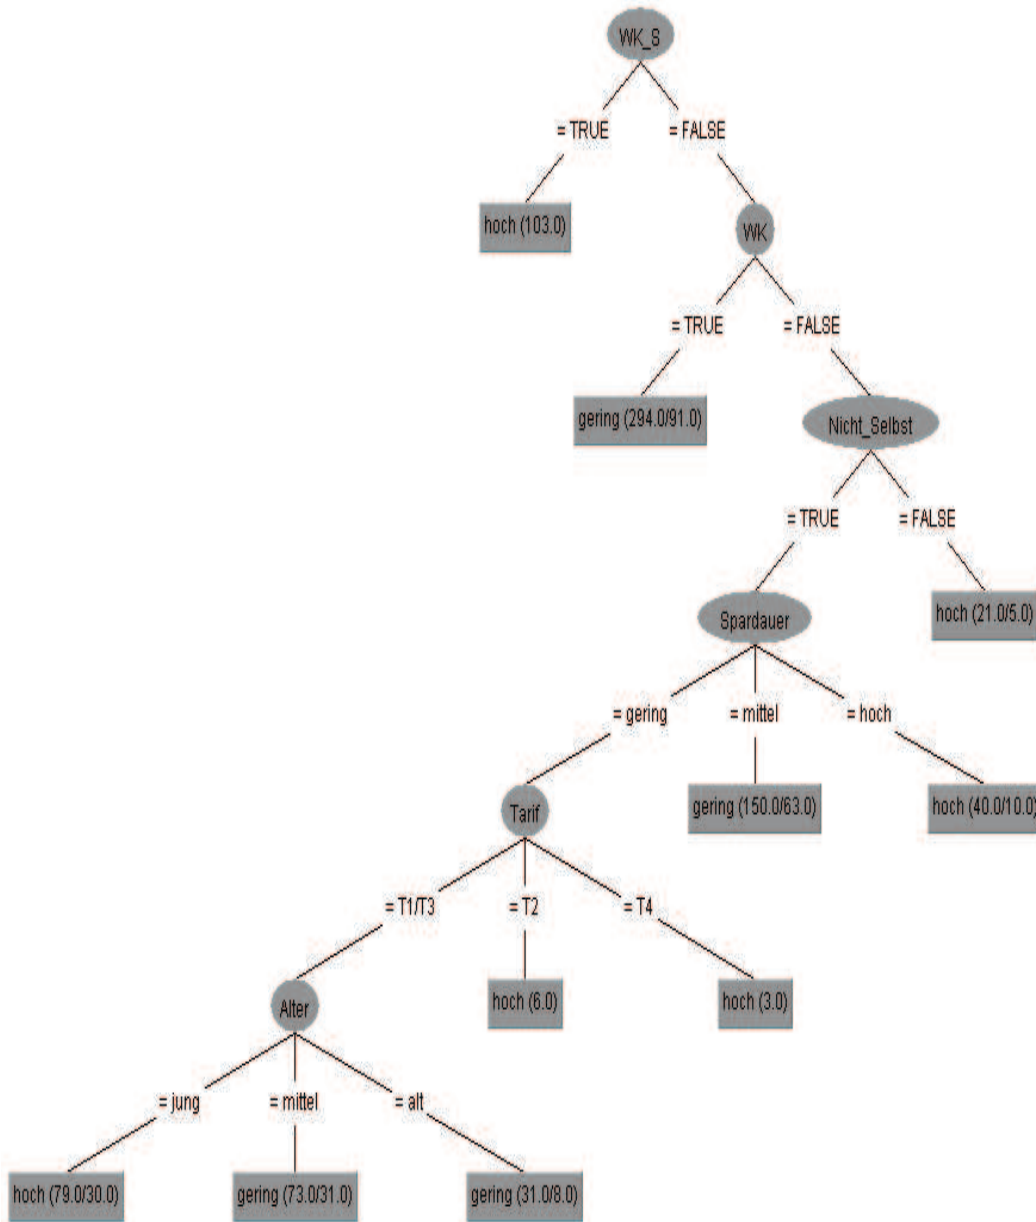 WK_S
= TRUE
= FALSE
hoch (103.0)
WK
= TRUE
= FALSE
gering (294.0/91.0)
Nicht_Selbst
= TRUE
= FALSE
Spardauer
hoch (21.0/5.0)
= gering
= mittel
= hoch
Tarif
gering (150.0/63.0)
hoch (40.0/10.0)
= T1/T3
= T2
= T4
Alter
hoch (6.0)
hoch (3.0)
= jung
= mittel
= alt
hoch (79.0/30.0)
gering (73.0/31.0)
gering (31.0/8.0)